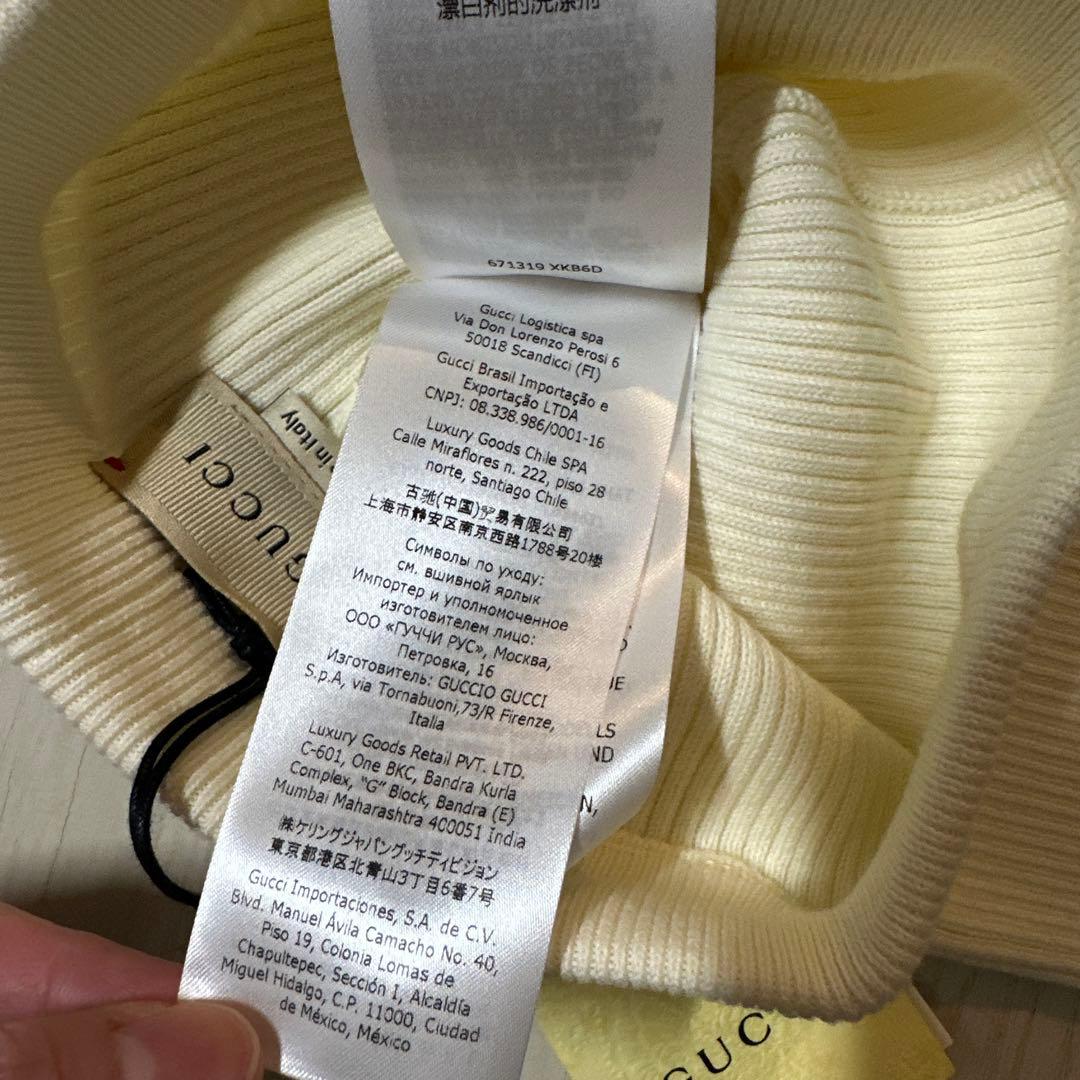 漂白剂的洗涤剂
671319 XKB6D
Gucci Logistica spa
Via Don Lorenzo Perosi 6
50018 Scandicci (FI)
Gucci Brasil Importação e
Exportação LTDA
CNPJ: 08.338.986/0001-16
Luxury Goods Chile SPA
Calle Miraflores n. 222, piso 28
norte, Santiago Chile
古驰(中国)贸易有限公司
上海市静安区南京西路1788号20楼
Символы по уходу:
см. вшивной ярлык
Импортер и уполномоченное
изготовителем лицо:
ООО «ГУЧЧИ РУС», Москва,
Петровка, 16
Изготовитель: GUCCIO GUCCI
S.p.A, via Tornabuoni,73/R Firenze,
Italia
Luxury Goods Retail PVT. LTD.
C-601, One BKC, Bandra Kurla
Complex, "G" Block, Bandra (E)
Mumbai Maharashtra 400051 India
㈱ケリングジャパングッチディビジョン
東京都港区北青山3丁目6番7号
Gucci Importaciones, S.A. de C.V.
Blvd. Manuel Ávila Camacho No. 40,
Piso 19, Colonia Lomas de
Chapultepec, Sección I, Alcaldía
Miguel Hidalgo, C.P. 11000, Ciudad
de México, México
GUCCI
in Italy
GUC